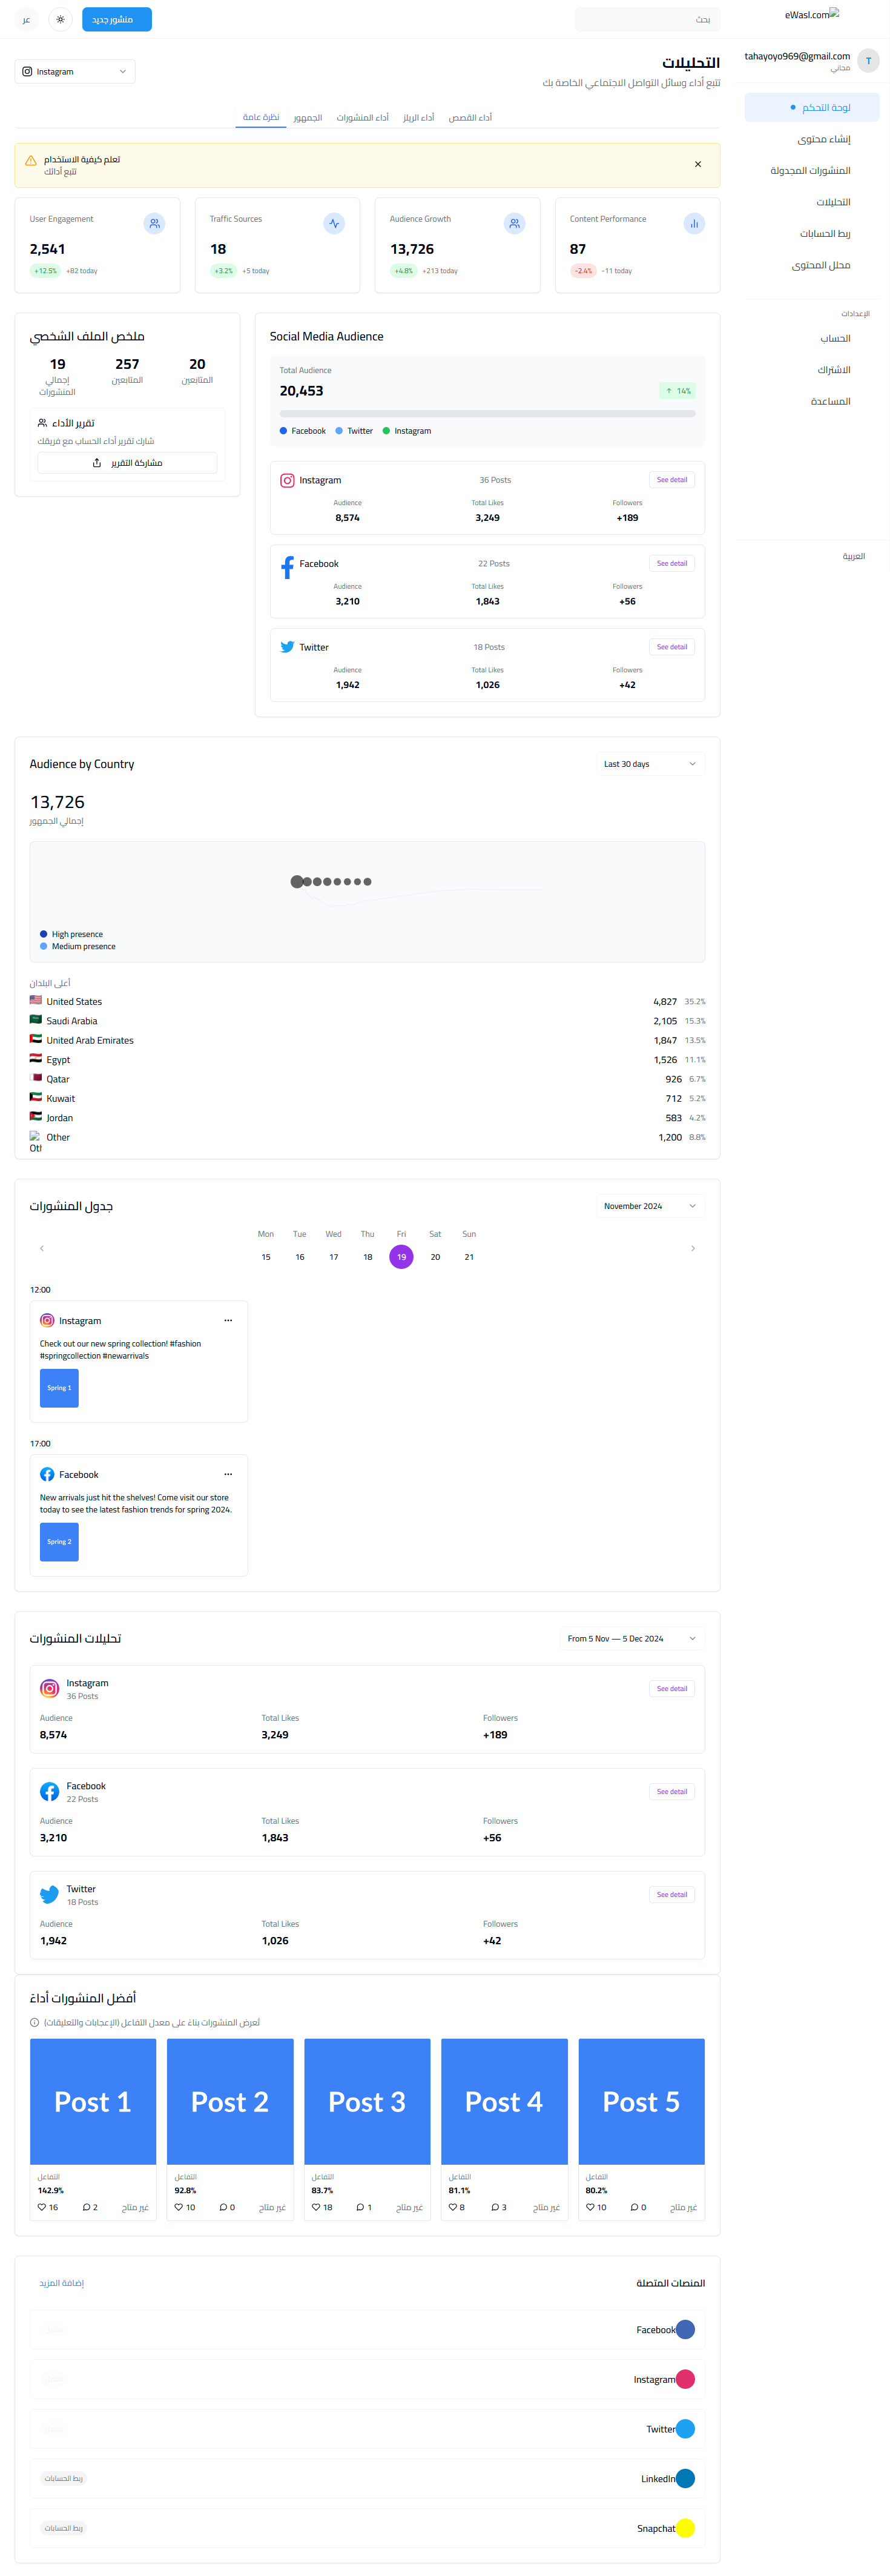 eWasl.com
بحث
منشور جديد
عر
tahayoyo969@gmail.com
مجاني
T
لوحة التحكم
إنشاء محتوى
المنشورات المجدولة
التحليلات
ربط الحسابات
محلل المحتوى
الإعدادات
الحساب
الاشتراك
المساعدة
العربية
التحليلات
تتبع أداء وسائل التواصل الاجتماعي الخاصة بك
Instagram
نظرة عامة
الجمهور
أداء المنشورات
أداء الريلز
أداء القصص
تعلم كيفية الاستخدام
تتبع أدائك
User Engagement
2,541
+12.5% +82 today
Traffic Sources
18
+3.2% +5 today
Audience Growth
13,726
+4.8% +213 today
Content Performance
87
-2.4% -11 today
ملخص الملف الشخصي
19
إجمالي المنشورات
257
المتابعين
20
المتابعين
تقرير الأداء
شارك تقرير أداء الحساب مع فريقك
مشاركة التقرير
Social Media Audience
Total Audience
20,453
14%
Facebook Twitter Instagram
Instagram 36 Posts See detail
Audience Total Likes Followers
8,574 3,249 +189
Facebook 22 Posts See detail
Audience Total Likes Followers
3,210 1,843 +56
Twitter 18 Posts See detail
Audience Total Likes Followers
1,942 1,026 +42
Audience by Country
Last 30 days
13,726
إجمالي الجمهور
High presence
Medium presence
أعلى البلدان
United States 4,827 35.2%
Saudi Arabia 2,105 15.3%
United Arab Emirates 1,847 13.5%
Egypt 1,526 11.1%
Qatar 926 6.7%
Kuwait 712 5.2%
Jordan 583 4.2%
Other 1,200 8.8%
جدول المنشورات
November 2024
Mon Tue Wed Thu Fri Sat Sun
15 16 17 18 19 20 21
12:00
Instagram
Check out our new spring collection! #fashion
#springcollection #newarrivals
Spring 1
17:00
Facebook
New arrivals just hit the shelves! Come visit our store
today to see the latest fashion trends for spring 2024.
Spring 2
تحليلات المنشورات
From 5 Nov — 5 Dec 2024
Instagram
36 Posts
See detail
Audience Total Likes Followers
8,574 3,249 +189
Facebook
22 Posts
See detail
Audience Total Likes Followers
3,210 1,843 +56
Twitter
18 Posts
See detail
Audience Total Likes Followers
1,942 1,026 +42
أفضل المنشورات أداءً
تُعرض المنشورات بناءً على معدل التفاعل (الإعجابات والتعليقات)
Post 1
التفاعل
142.9%
16 2 غير متاح
Post 2
التفاعل
92.8%
10 0 غير متاح
Post 3
التفاعل
83.7%
18 1 غير متاح
Post 4
التفاعل
81.1%
8 3 غير متاح
Post 5
التفاعل
80.2%
10 0 غير متاح
المنصات المتصلة
إضافة المزيد
Facebook
Instagram
Twitter
LinkedIn
ربط الحسابات
Snapchat
ربط الحسابات